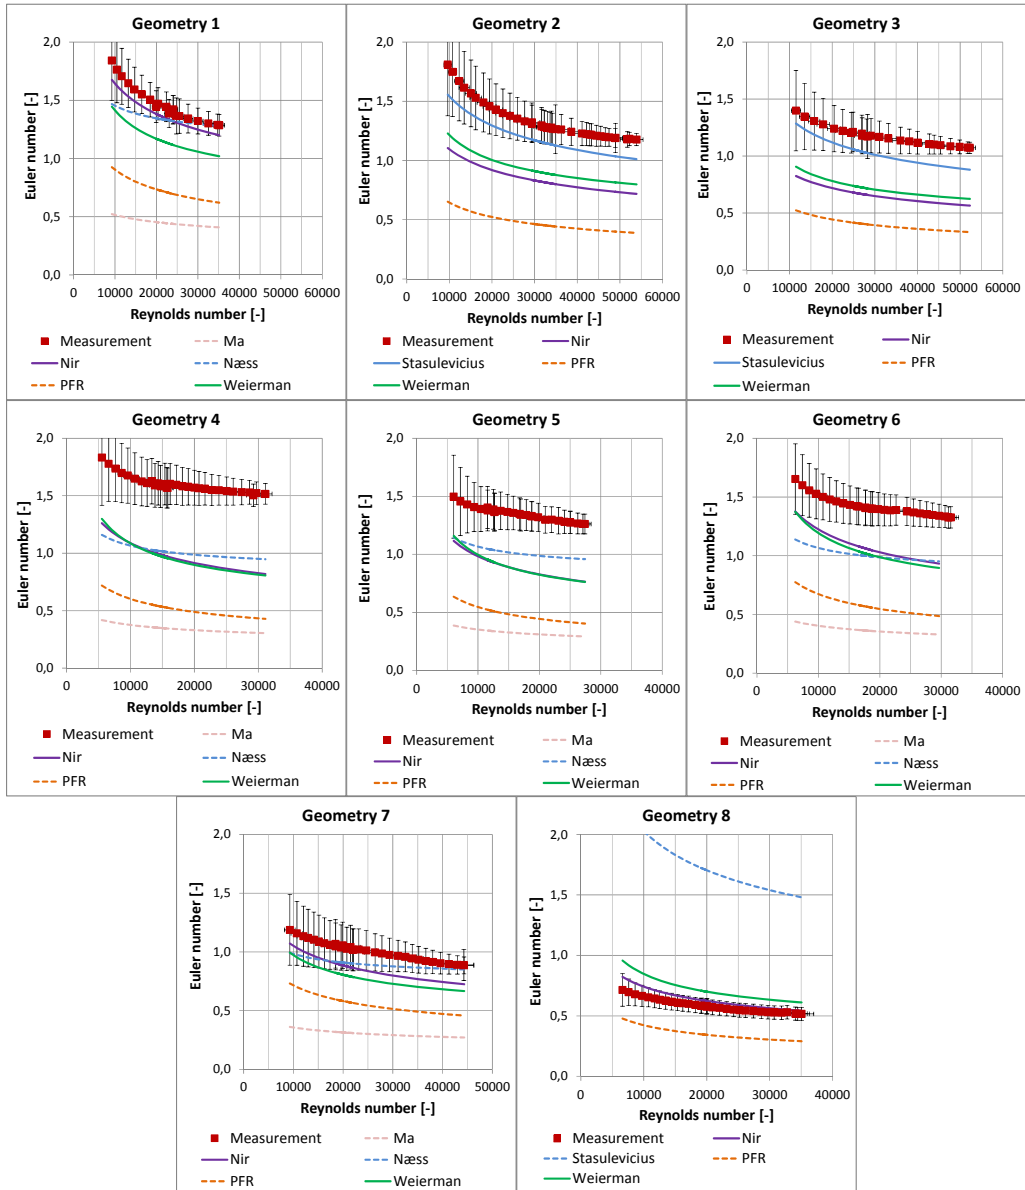 Geometry 1
2,0
1,5
1,0
0,5
0,0
Euler number [-]
0 10000 20000 30000 40000 50000 60000
Reynolds number [-]
Measurement Ma
Nir Næss
PFR Weierman
Geometry 2
2,0
1,5
1,0
0,5
0,0
Euler number [-]
0 10000 20000 30000 40000 50000 60000
Reynolds number [-]
Measurement Nir
Stasulevicius PFR
Weierman
Geometry 3
2,0
1,5
1,0
0,5
0,0
Euler number [-]
0 10000 20000 30000 40000 50000 60000
Reynolds number [-]
Measurement Nir
Stasulevicius PFR
Weierman
Geometry 4
2,0
1,5
1,0
0,5
0,0
Euler number [-]
0 10000 20000 30000 40000
Reynolds number [-]
Measurement Ma
Nir Næss
PFR Weierman
Geometry 5
2,0
1,5
1,0
0,5
0,0
Euler number [-]
0 10000 20000 30000 40000
Reynolds number [-]
Measurement Ma
Nir Næss
PFR Weierman
Geometry 6
2,0
1,5
1,0
0,5
0,0
Euler number [-]
0 10000 20000 30000 40000
Reynolds number [-]
Measurement Ma
Nir Næss
PFR Weierman
Geometry 7
2,0
1,5
1,0
0,5
0,0
Euler number [-]
0 10000 20000 30000 40000 50000
Reynolds number [-]
Measurement Ma
Nir Næss
PFR Weierman
Geometry 8
2,0
1,5
1,0
0,5
0,0
Euler number [-]
0 10000 20000 30000 40000
Reynolds number [-]
Measurement Nir
Stasulevicius PFR
Weierman